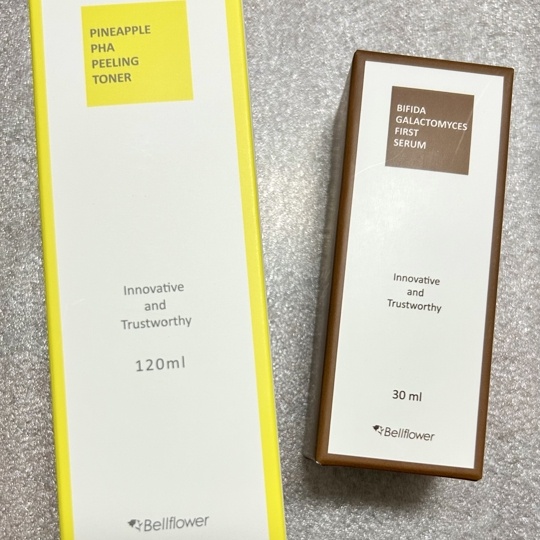 PINEAPPLE
PHA
PEELING
TONER
Innovative
and
Trustworthy
120ml
Bellflower
BIFIDA
GALACTOMYCES
FIRST
SERUM
Innovative
and
Trustworthy
30 ml
Bellflower